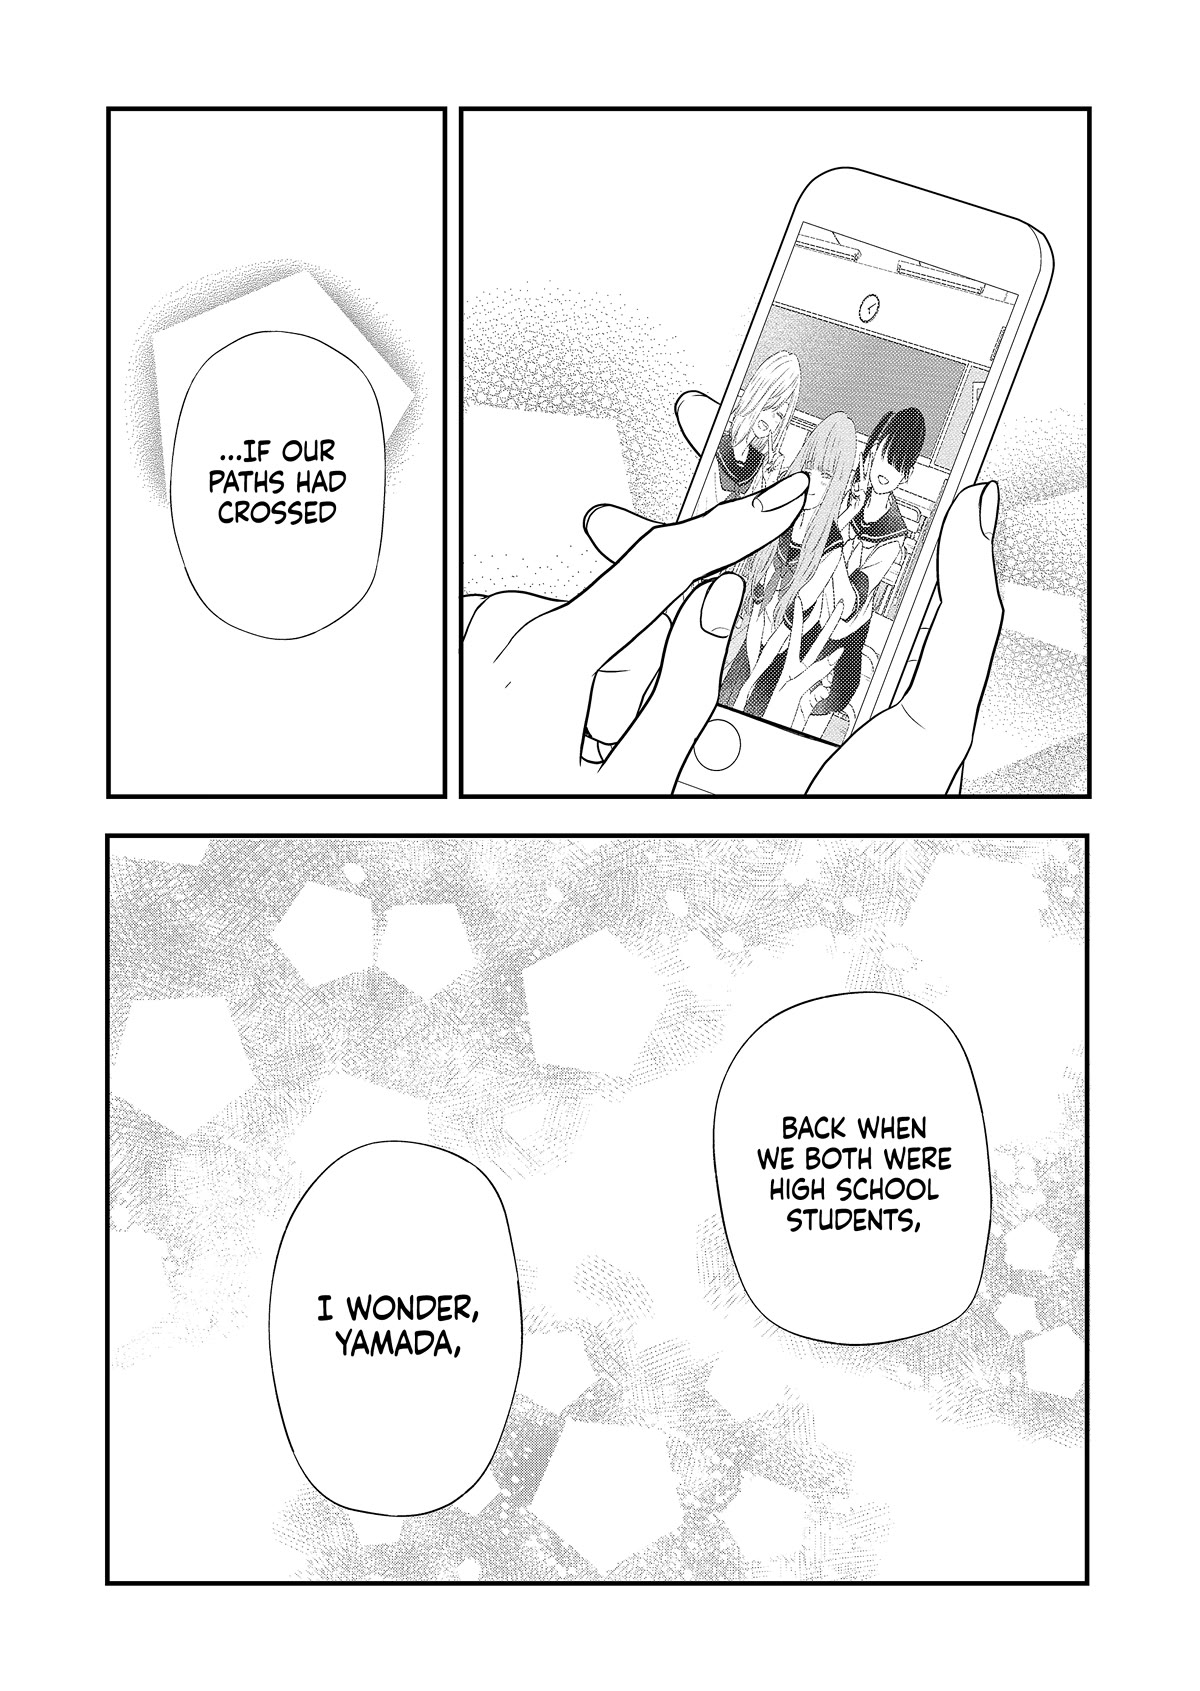 ...IF OUR
PATHS HAD
CROSSED
BACK WHEN
WE BOTH WERE
HIGH SCHOOL
STUDENTS,
I WONDER,
YAMADA,